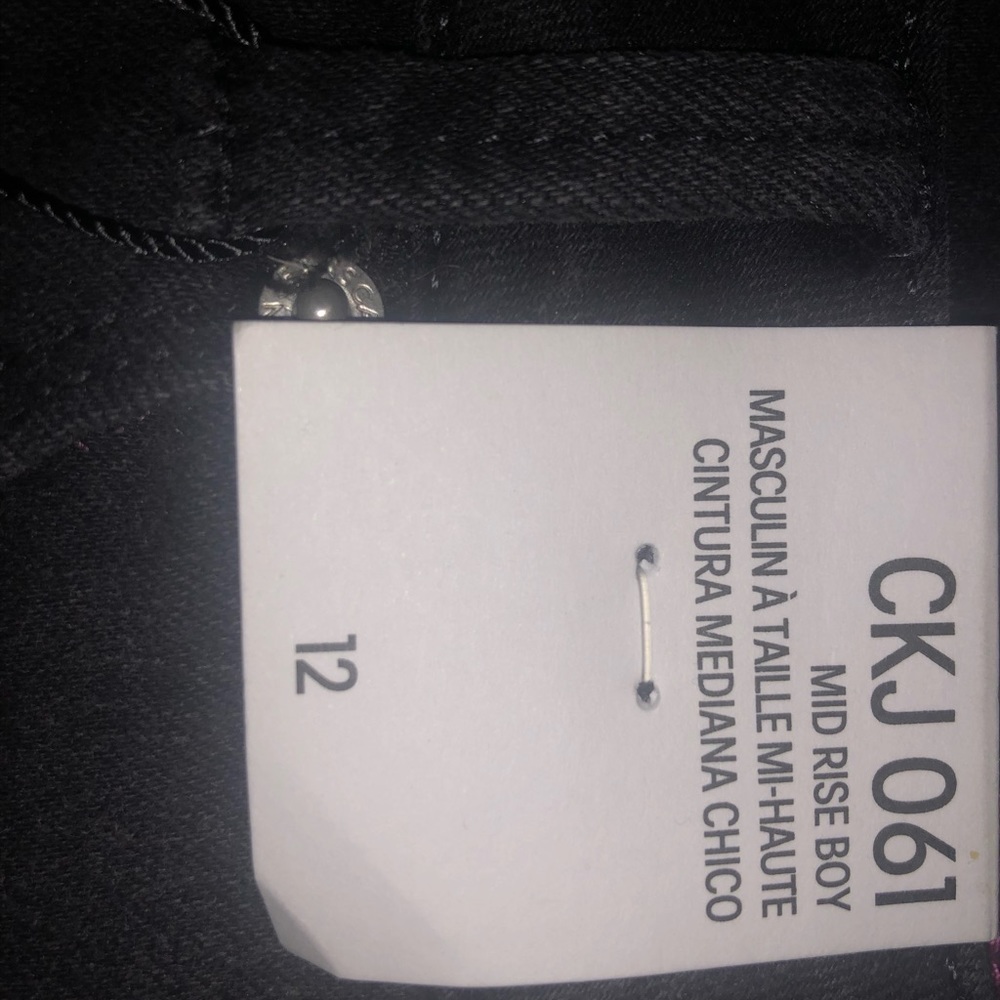 CKJ 061
MID RISE BOY
MASCULIN À TAILLE MI-HAUTE
CINTURA MEDIANA CHICO
12